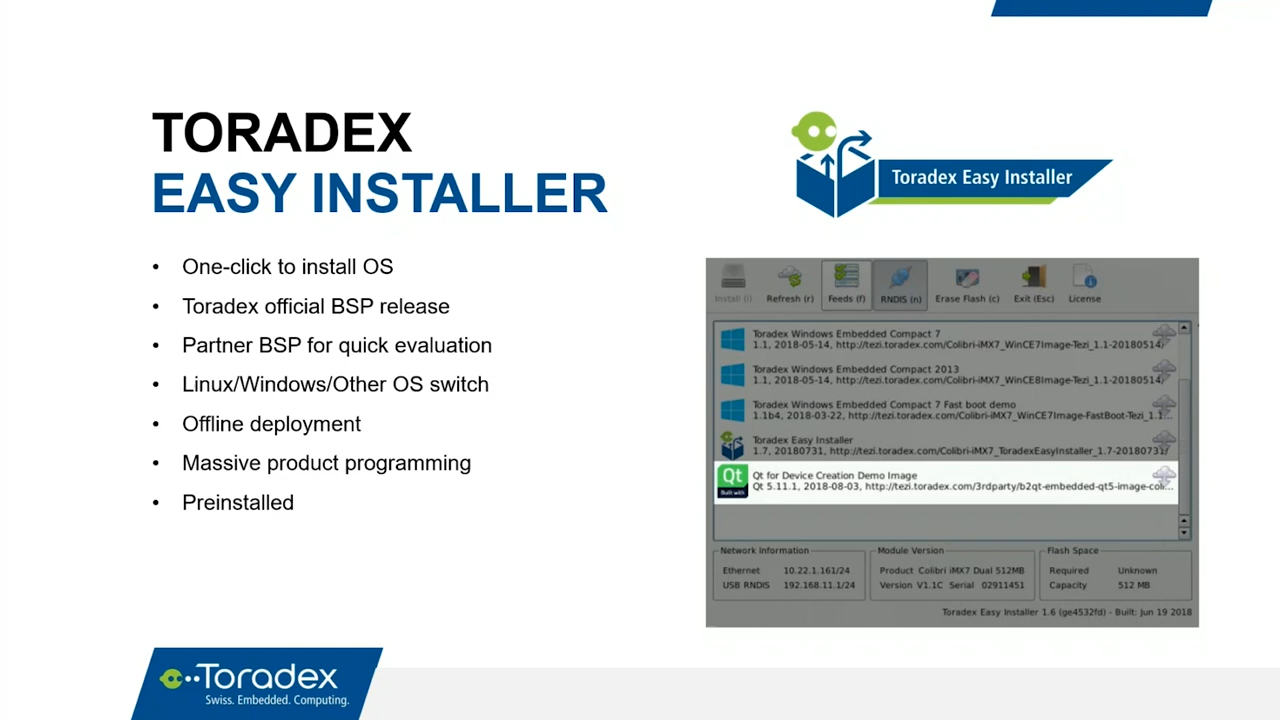 TORADEX
EASY INSTALLER
• One-click to install OS
• Toradex official BSP release
• Partner BSP for quick evaluation
• Linux/Windows/Other OS switch
• Offline deployment
• Massive product programming
• Preinstalled
Toradex Easy Installer
Install (i) Refresh (r) Feeds (f) RNDIS (n) Erase Flash (c) Exit (Esc) License
Toradex Windows Embedded Compact 7
1.1, 2018-05-14, http://tezi.toradex.com/Colibri-iMX7_WinCE7Image-Tezi_1.1-20180514/
Toradex Windows Embedded Compact 2013
1.1, 2018-05-14, http://tezi.toradex.com/Colibri-iMX7_WinCE8Image-Tezi_1.1-20180514/
Toradex Windows Embedded Compact 7 Fast boot demo
1.1b4, 2018-03-22, http://tezi.toradex.com/Colibri-iMX7_WinCE7Image-FastBoot-Tezi_1.1...
Toradex Easy Installer
1.7, 20180731, http://tezi.toradex.com/Colibri-iMX7_ToradexEasyInstaller_1.7-20180731/
Qt
Built with
Qt for Device Creation Demo Image
Qt 5.11.1, 2018-08-03, http://tezi.toradex.com/3rdparty/b2qt-embedded-qt5-image-coli...
Network Information
Ethernet 10.22.1.161/24
USB RNDIS 192.168.11.1/24
Module Version
Product Colibri iMX7 Dual 512MB
Version V1.1C Serial 02911451
Flash Space
Required Unknown
Capacity 512 MB
Toradex Easy Installer 1.6 (ge4532fd) - Built: Jun 19 2018
Toradex
Swiss. Embedded. Computing.